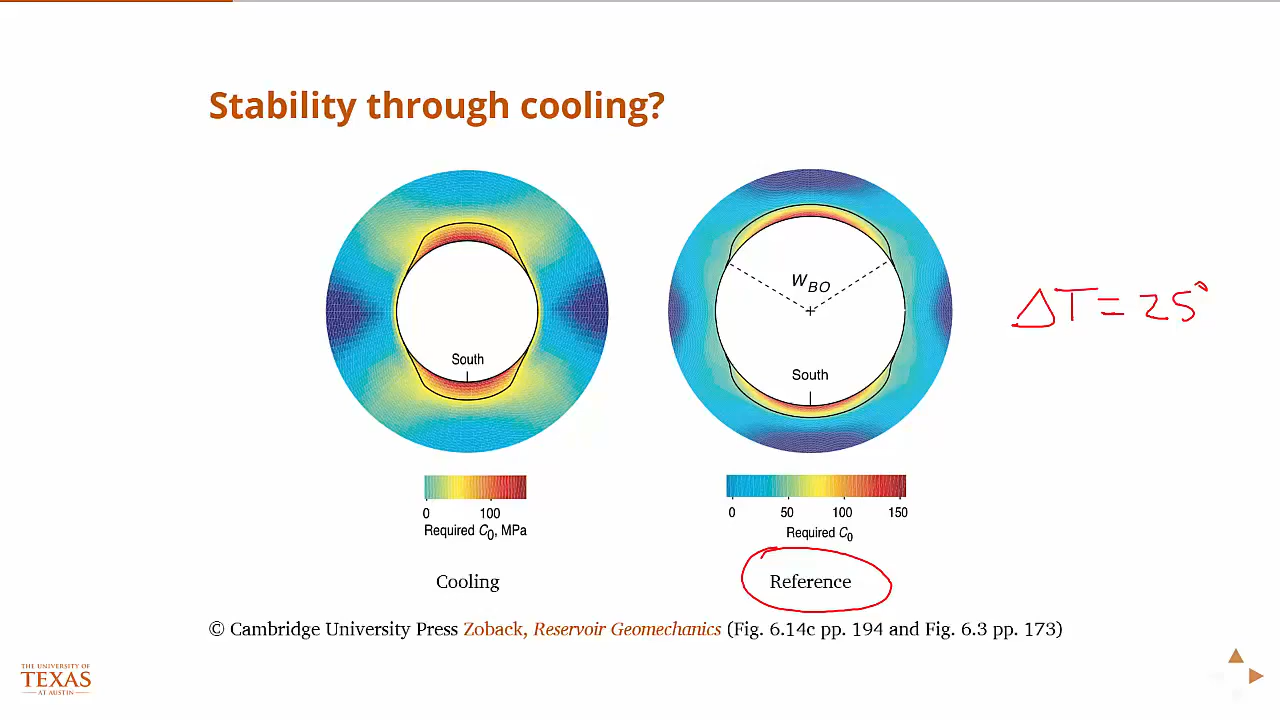 Stability through cooling?
W_BO
South
South
ΔT = 25°
0 100
Required C₀, MPa
0 50 100 150
Required C₀
Cooling
Reference
© Cambridge University Press Zoback, Reservoir Geomechanics (Fig. 6.14c pp. 194 and Fig. 6.3 pp. 173)
THE UNIVERSITY OF
TEXAS
AT AUSTIN